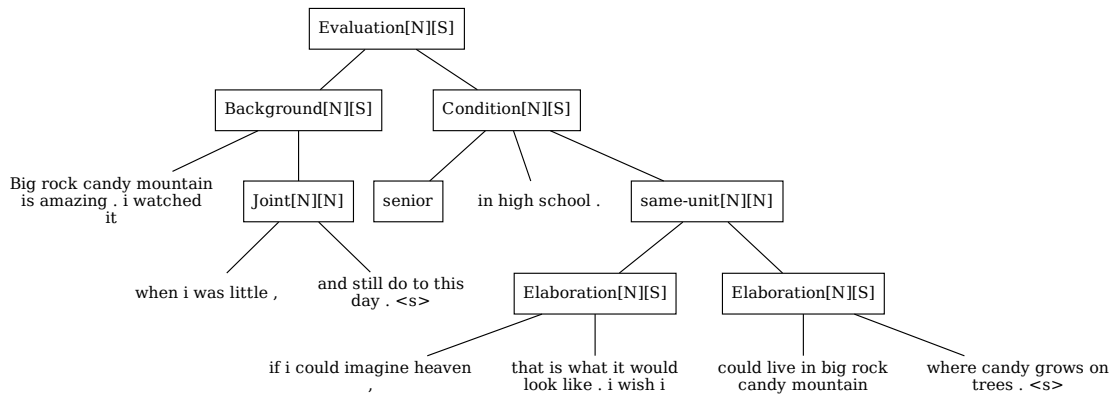 Evaluation[N][S]
Background[N][S]
Condition[N][S]
Big rock candy mountain
is amazing . i watched
it
Joint[N][N]
senior
in high school .
same-unit[N][N]
when i was little ,
and still do to this
day . <s>
Elaboration[N][S]
Elaboration[N][S]
if i could imagine heaven
,
that is what it would
look like . i wish i
could live in big rock
candy mountain
where candy grows on
trees . <s>